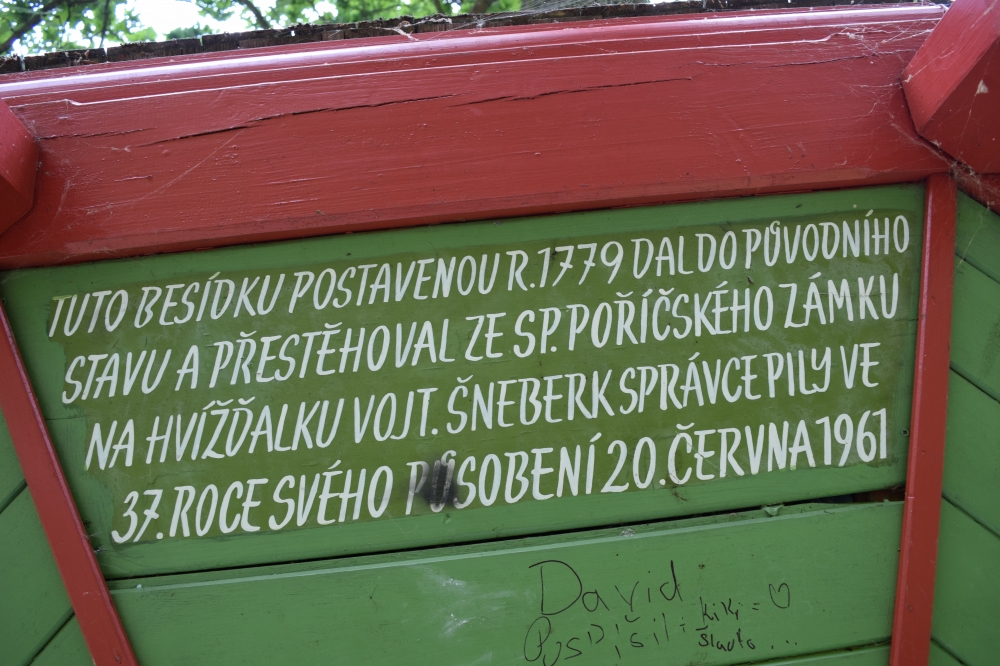 TUTO BESÍDKU POSTAVENOU R.1779 DAL DO PŮVODNÍHO
STAVU A PŘESTĚHOVAL ZE SP. POŘÍČSKÉHO ZÁMKU
NA HVÍŽĎALKU VOJT. ŠNEBERK SPRÁVCE PILY VE
37. ROCE SVÉHO PŮSOBENÍ 20. ČERVNA 1961
David
Pospíšil = kiki = ♡